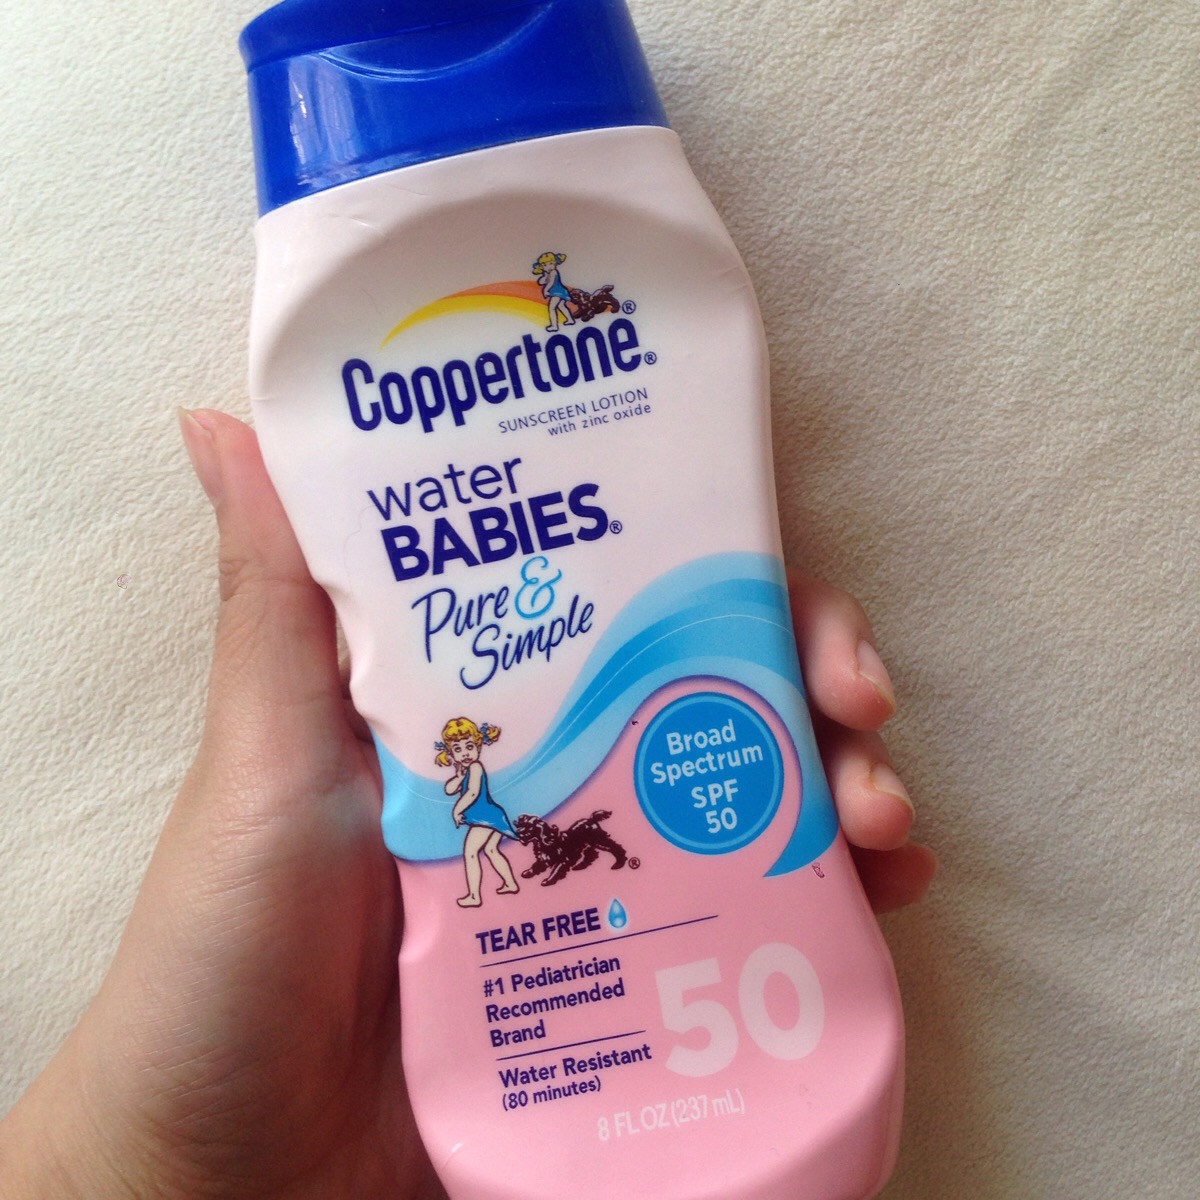 Coppertone®
SUNSCREEN LOTION
with zinc oxide
water
BABIES®
Pure &
Simple
Broad
Spectrum
SPF
50
TEAR FREE
#1 Pediatrician
Recommended
Brand
Water Resistant
(80 minutes)
50
8 FL OZ (237 mL)